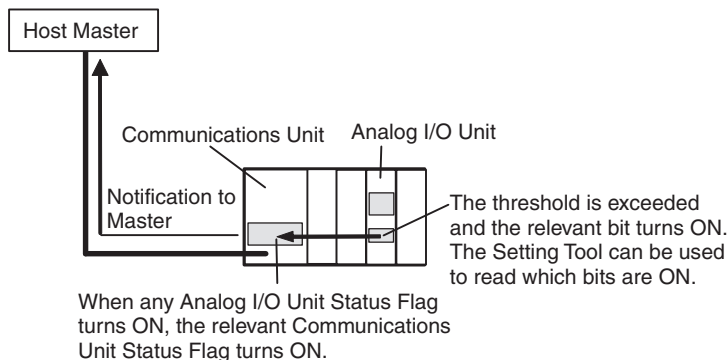 Host Master
Communications Unit
Analog I/O Unit
Notification to
Master
The threshold is exceeded
and the relevant bit turns ON.
The Setting Tool can be used
to read which bits are ON.
When any Analog I/O Unit Status Flag
turns ON, the relevant Communications
Unit Status Flag turns ON.